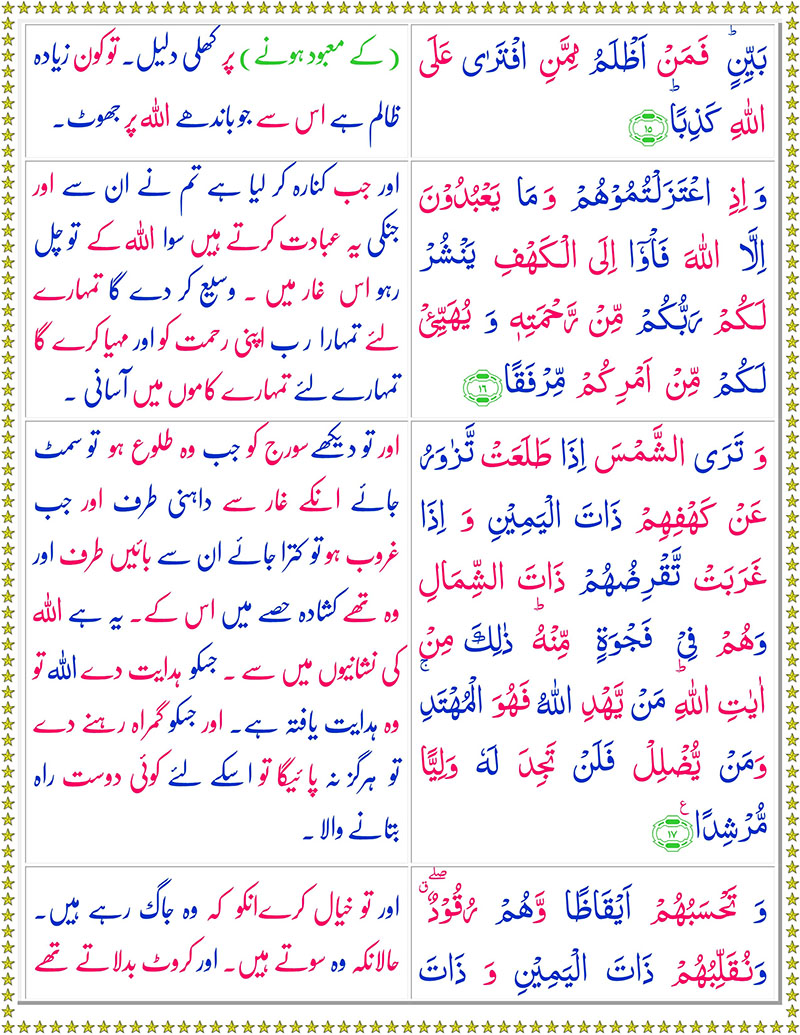 بَيِّنٍ ؕ فَمَنْ اَظْلَمُ مِمَّنِ افْتَرٰى عَلَى
اللّٰهِ كَذِبًا ؕ ۱۵
(کے معبود ہونے) پر کھلی دلیل۔ تو کون زیادہ
ظالم ہے اس سے جو باندھے اللہ پر جھوٹ۔
وَ اِذِ اعْتَزَلْتُمُوْهُمْ وَ مَا يَعْبُدُوْنَ
اِلَّا اللّٰهَ فَاْوٗۤا اِلَى الْكَهْفِ يَنْشُرْ
لَكُمْ رَبُّكُمْ مِّنْ رَّحْمَتِهٖ وَ يُهَيِّئْ
لَكُمْ مِّنْ اَمْرِكُمْ مِّرْفَقًا ۱۶
اور جب کنارہ کر لیا ہے تم نے ان سے اور
جنکی یہ عبادت کرتے ہیں سوا اللہ کے تو چل
رہو اس غار میں ۔ وسیع کر دے گا تمہارے
لئے تمہارا رب اپنی رحمت کو اور مہیا کرے گا
تمہارے لئے تمہارے کاموں میں آسانی ۔
وَ تَرَى الشَّمْسَ اِذَا طَلَعَتْ تَّزٰوَرُ
عَنْ كَهْفِهِمْ ذَاتَ الْيَمِيْنِ وَ اِذَا
غَرَبَتْ تَّقْرِضُهُمْ ذَاتَ الشِّمَالِ
وَهُمْ فِيْ فَجْوَةٍ مِّنْهُ ؕ ذٰلِكَ مِنْ
اٰيٰتِ اللّٰهِ ؕ مَنْ يَّهْدِ اللّٰهُ فَهُوَ الْمُهْتَدِ ۚ
وَمَنْ يُّضْلِلْ فَلَنْ تَجِدَ لَهٗ وَلِيًّا
مُّرْشِدًا ۱۷ ع
اور تو دیکھے سورج کو جب وہ طلوع ہو تو سمٹ
جائے انکے غار سے داہنی طرف اور جب
غروب ہو تو کترا جائے ان سے بائیں طرف اور
وہ تھے کشادہ حصے میں اس کے۔ یہ ہے اللہ
کی نشانیوں میں سے ۔ جسکو ہدایت دے اللہ تو
وہ ہدایت یافتہ ہے۔ اور جسکو گمراہ رہنے دے
تو ہرگز نہ پائیگا تو اسکے لئے کوئی دوست راہ
بتانے والا ۔
وَ تَحْسَبُهُمْ اَيْقَاظًا وَّهُمْ رُقُوْدٌ ۖ ق
وَّنُقَلِّبُهُمْ ذَاتَ الْيَمِيْنِ وَ ذَاتَ
اور تو خیال کرے انکو کہ وہ جاگ رہے ہیں۔
حالانکہ وہ سوتے ہیں۔ اور کروٹ بدلاتے تھے